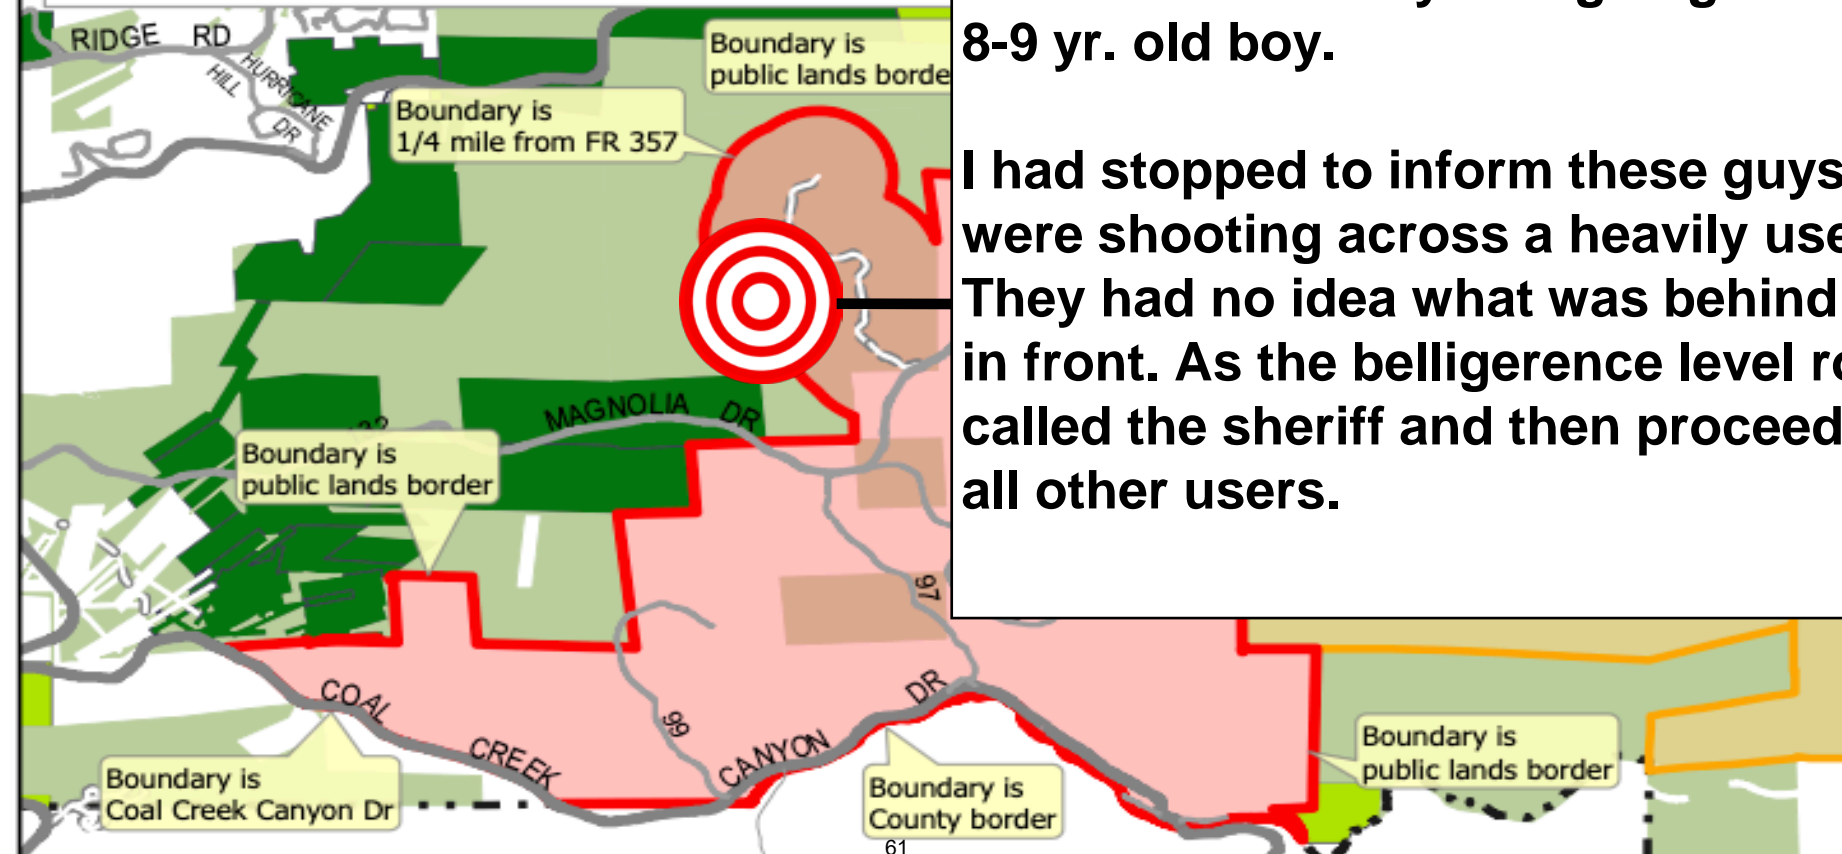 8-9 yr. old boy.
I had stopped to inform these guys
were shooting across a heavily use
They had no idea what was behind
in front. As the belligerence level ro
called the sheriff and then proceed
all other users.
RIDGE RD
HURRICANE
HILL
DR
Boundary is
public lands borde
Boundary is
1/4 mile from FR 357
MAGNOLIA DR
Boundary is
public lands border
97
99
COAL
CREEK
CANYON
DR
Boundary is
Coal Creek Canyon Dr
Boundary is
County border
Boundary is
public lands border
61